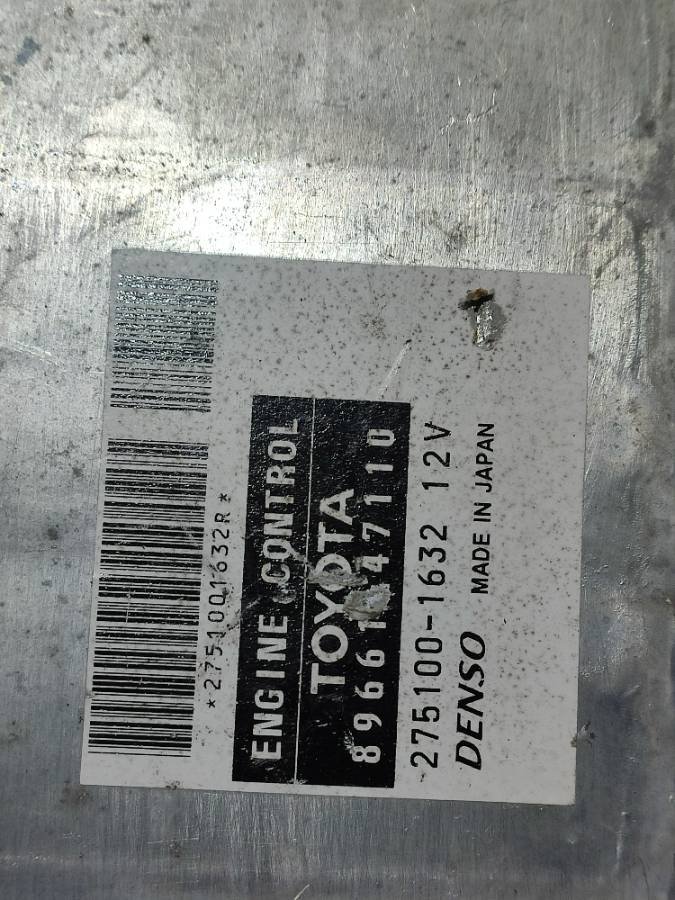 *2751001632R*
ENGINE CONTROL
TOYOTA
89661-47110
275100-1632 12V
DENSO MADE IN JAPAN